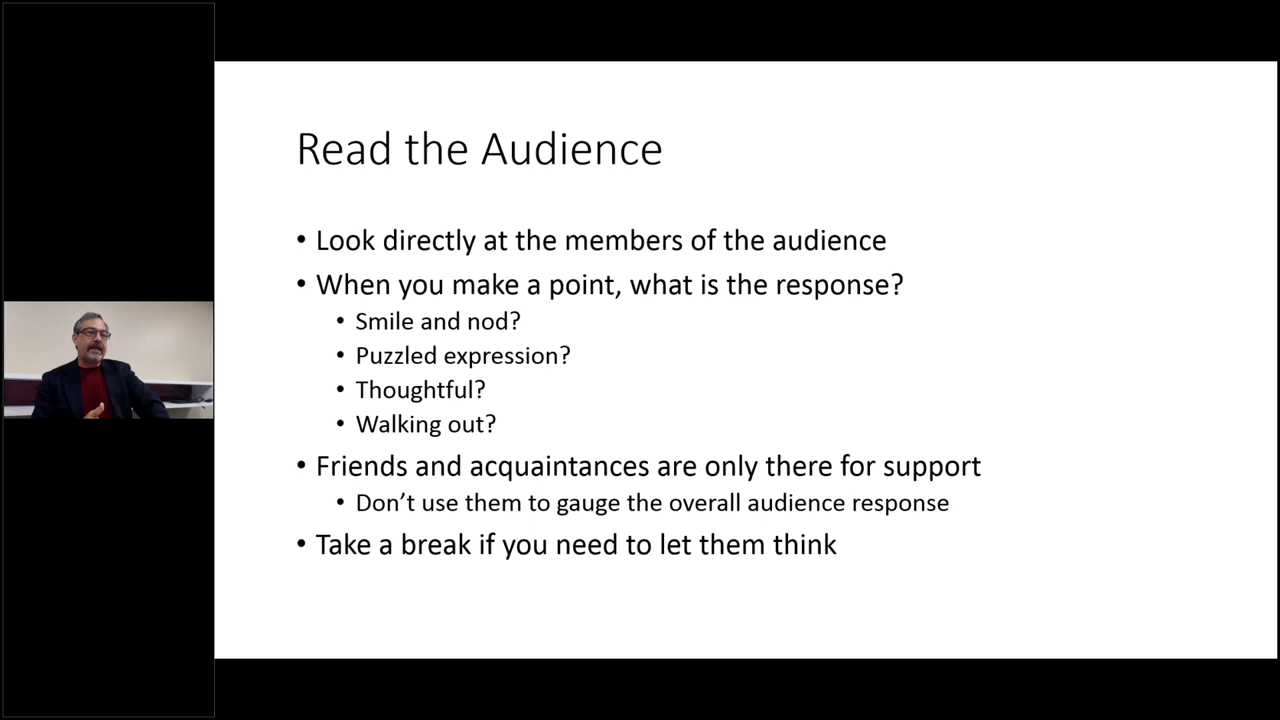 Read the Audience
• Look directly at the members of the audience
• When you make a point, what is the response?
• Smile and nod?
• Puzzled expression?
• Thoughtful?
• Walking out?
• Friends and acquaintances are only there for support
• Don’t use them to gauge the overall audience response
• Take a break if you need to let them think